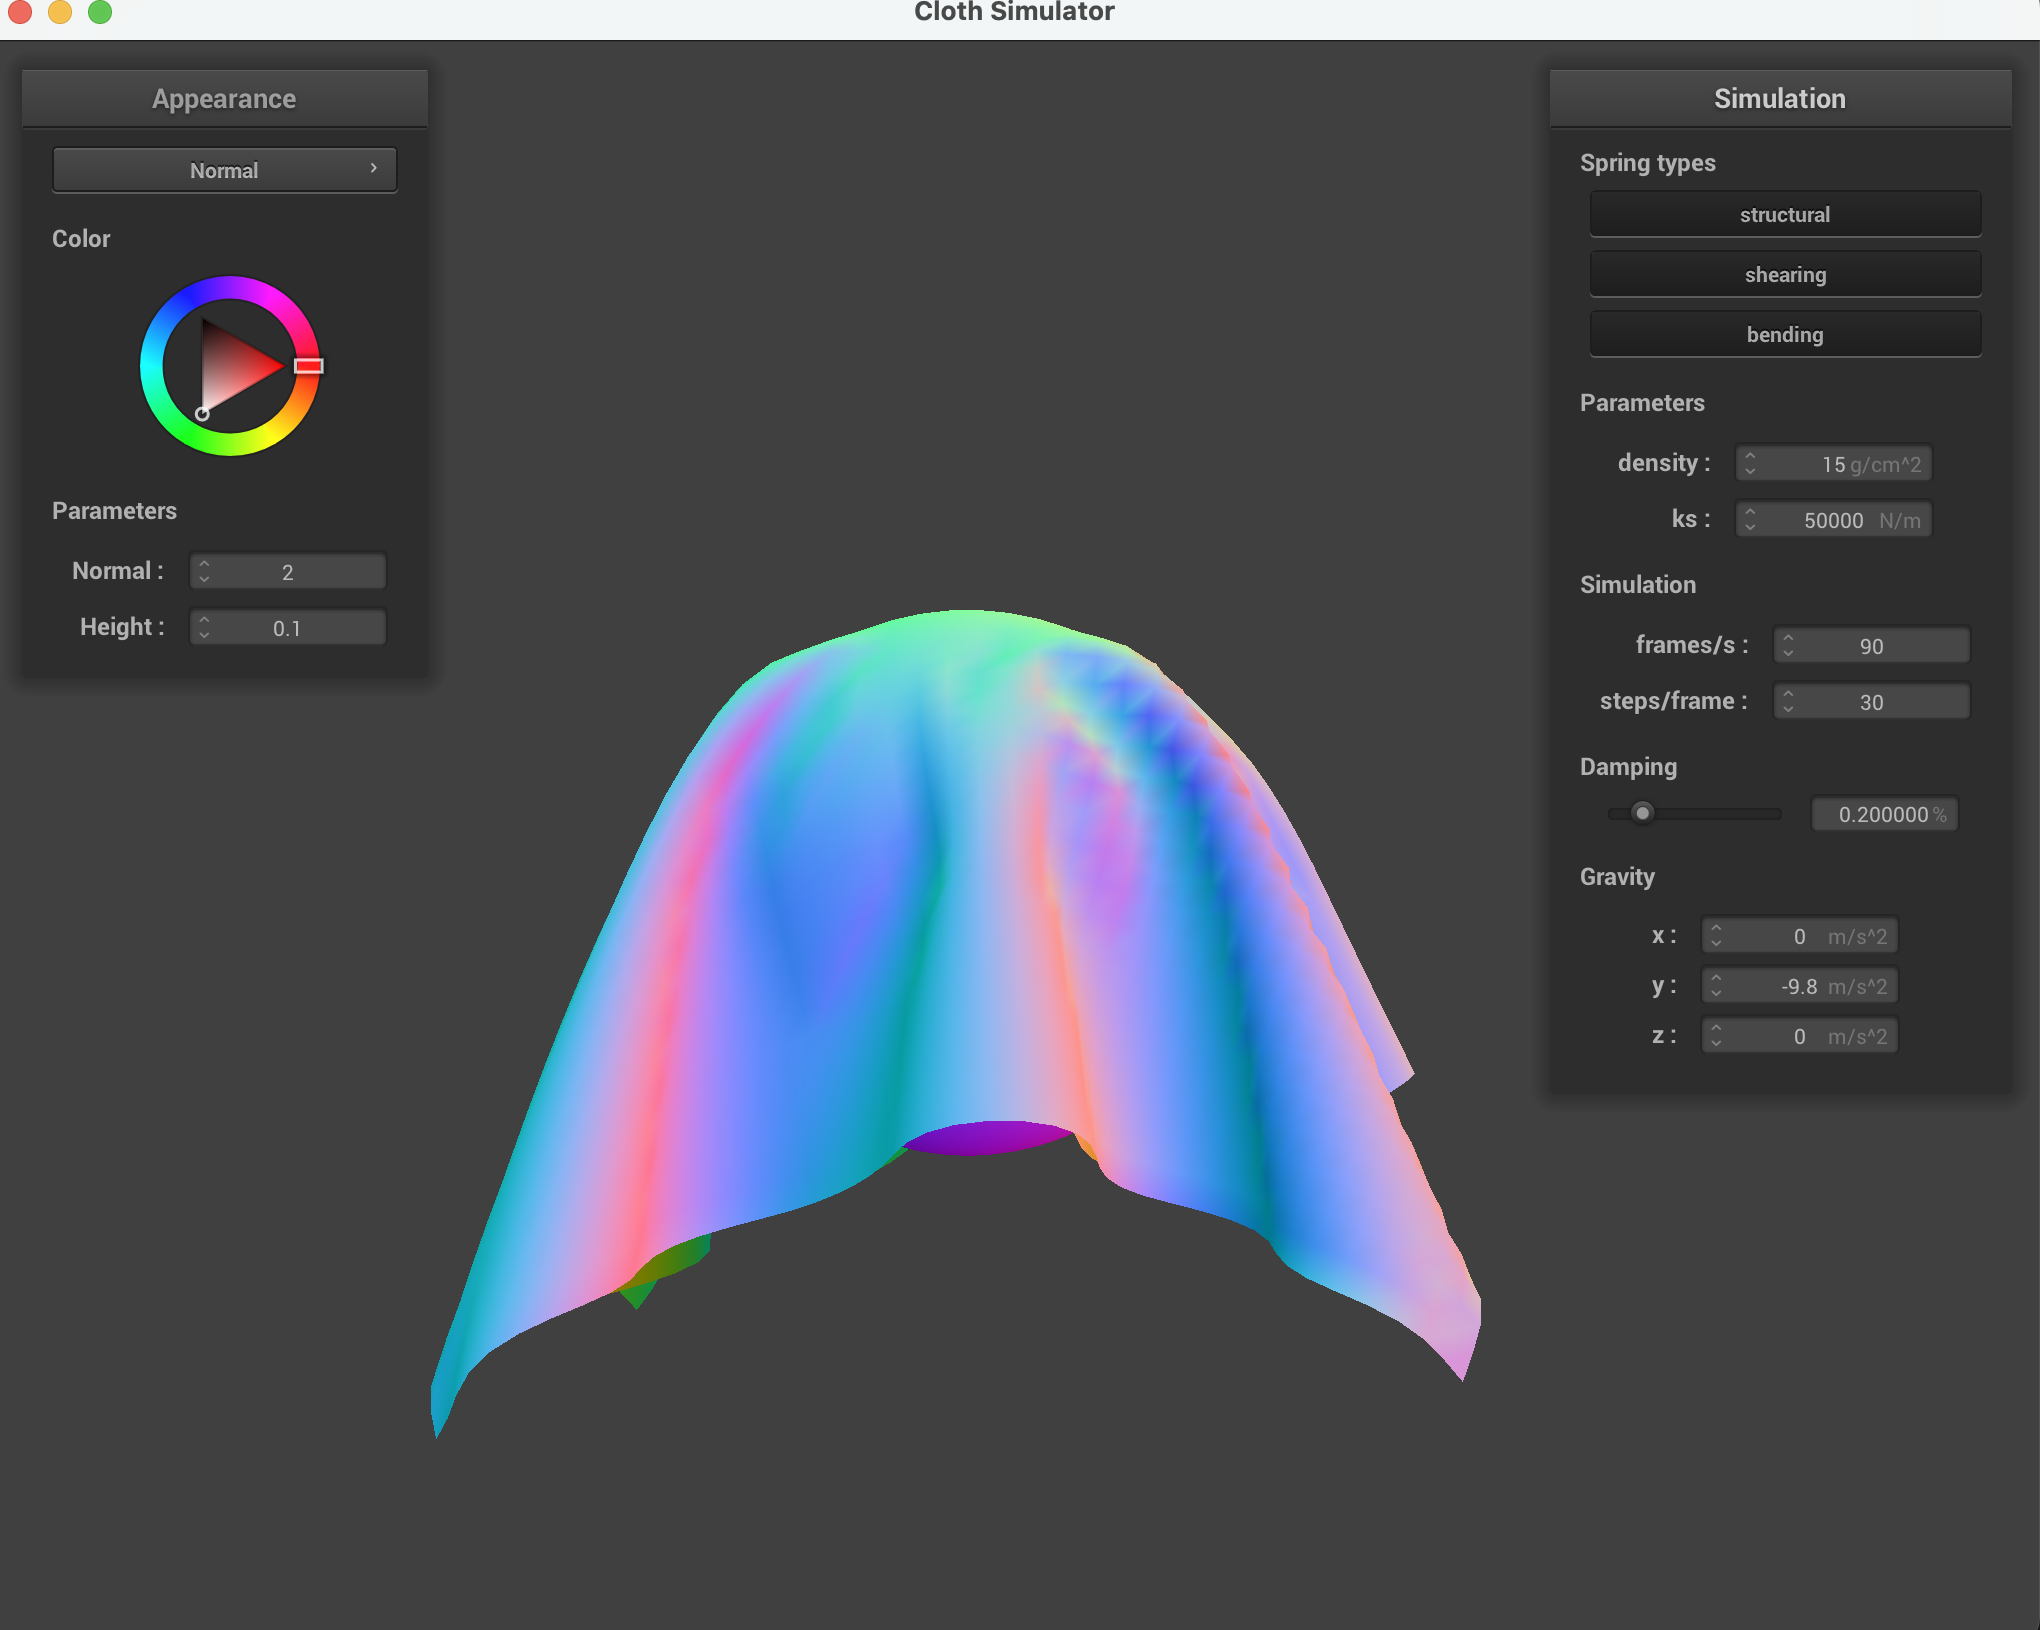 Cloth Simulator
Appearance
Normal
Color
Parameters
Normal : 2
Height : 0.1
Simulation
Spring types
structural
shearing
bending
Parameters
density : 15 g/cm^2
ks : 50000 N/m
Simulation
frames/s : 90
steps/frame : 30
Damping
0.200000 %
Gravity
x : 0 m/s^2
y : -9.8 m/s^2
z : 0 m/s^2